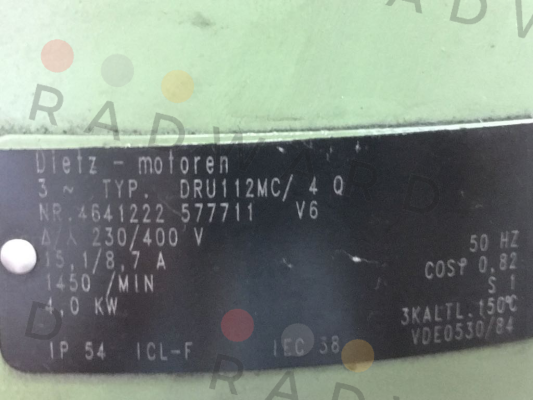 RADWARD
Dietz - motoren
3 ~ TYP. DRU112MC/ 4 Q
NR.4641222 577711 V6
Δ/⅄ 230/400 V
15,1/8,7 A
1450 /MIN
4,0 KW
50 HZ
COSφ 0,82
S 1
3KALTL.150°C
VDE0530/84
IP 54 ICL-F IEC 38